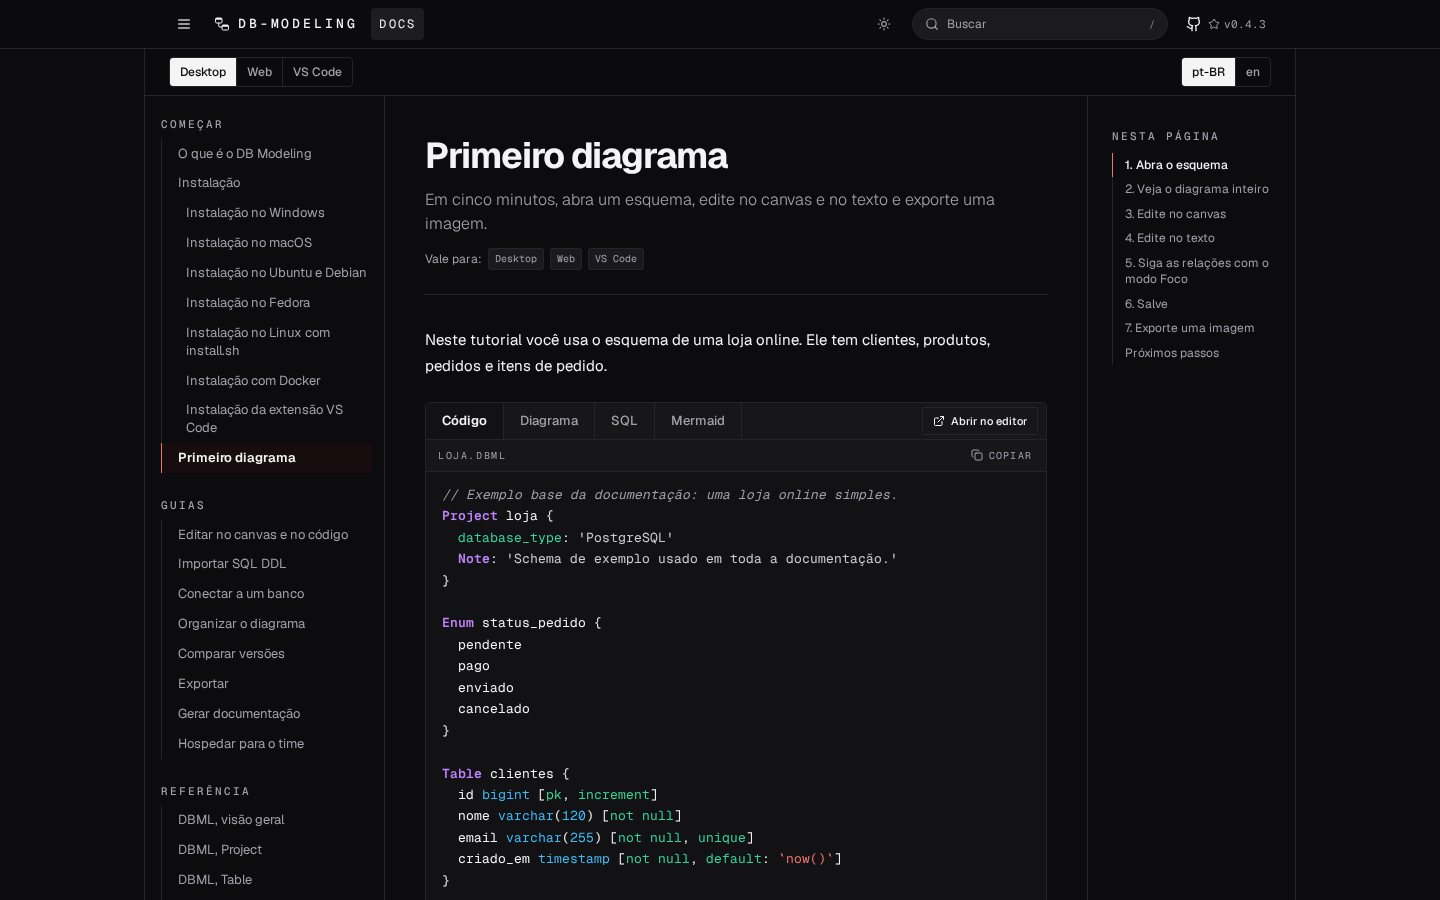 DB-MODELING DOCS
Buscar /
v0.4.3
Desktop Web VS Code
pt-BR en
COMEÇAR
O que é o DB Modeling
Instalação
Instalação no Windows
Instalação no macOS
Instalação no Ubuntu e Debian
Instalação no Fedora
Instalação no Linux com
install.sh
Instalação com Docker
Instalação da extensão VS
Code
Primeiro diagrama
GUIAS
Editar no canvas e no código
Importar SQL DDL
Conectar a um banco
Organizar o diagrama
Comparar versões
Exportar
Gerar documentação
Hospedar para o time
REFERÊNCIA
DBML, visão geral
DBML, Project
DBML, Table
Primeiro diagrama
Em cinco minutos, abra um esquema, edite no canvas e no texto e exporte uma
imagem.
Vale para: Desktop Web VS Code
Neste tutorial você usa o esquema de uma loja online. Ele tem clientes, produtos,
pedidos e itens de pedido.
Código Diagrama SQL Mermaid Abrir no editor
LOJA.DBML COPIAR
// Exemplo base da documentação: uma loja online simples.
Project loja {
  database_type: 'PostgreSQL'
  Note: 'Schema de exemplo usado em toda a documentação.'
}
Enum status_pedido {
  pendente
  pago
  enviado
  cancelado
}
Table clientes {
  id bigint [pk, increment]
  nome varchar(120) [not null]
  email varchar(255) [not null, unique]
  criado_em timestamp [not null, default: `now()`]
}
NESTA PÁGINA
1. Abra o esquema
2. Veja o diagrama inteiro
3. Edite no canvas
4. Edite no texto
5. Siga as relações com o
modo Foco
6. Salve
7. Exporte uma imagem
Próximos passos